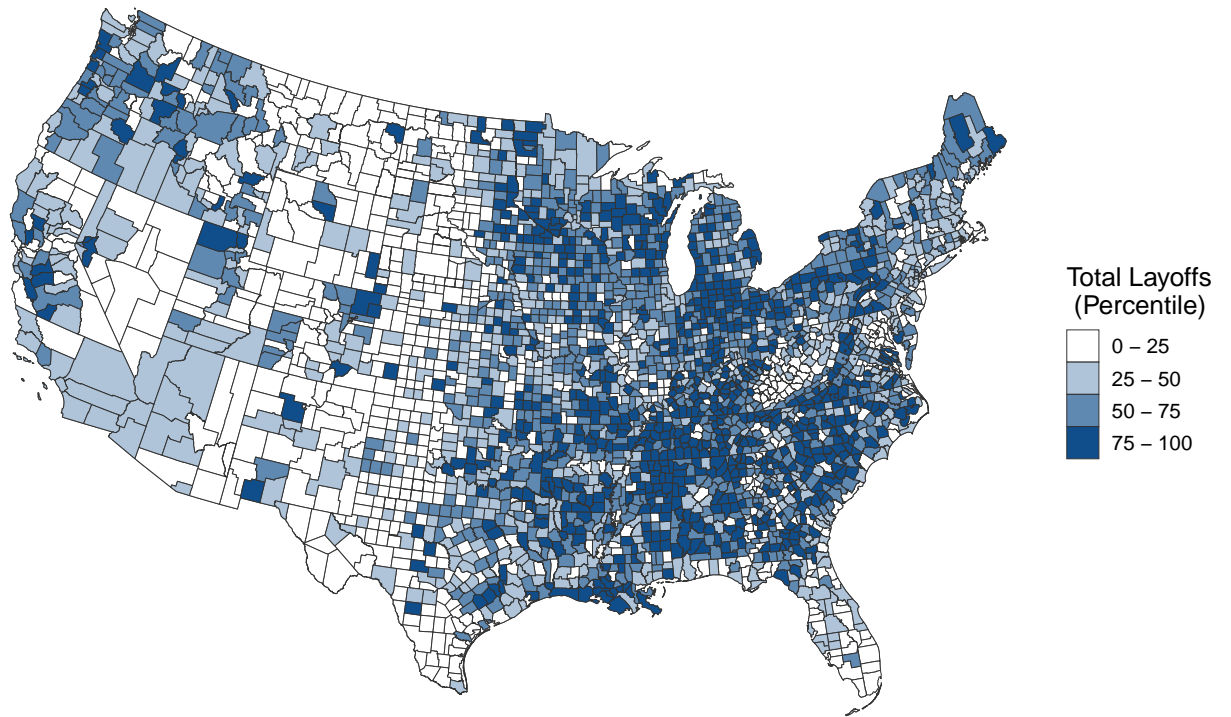 Total Layoffs
(Percentile)
0 – 25
25 – 50
50 – 75
75 – 100